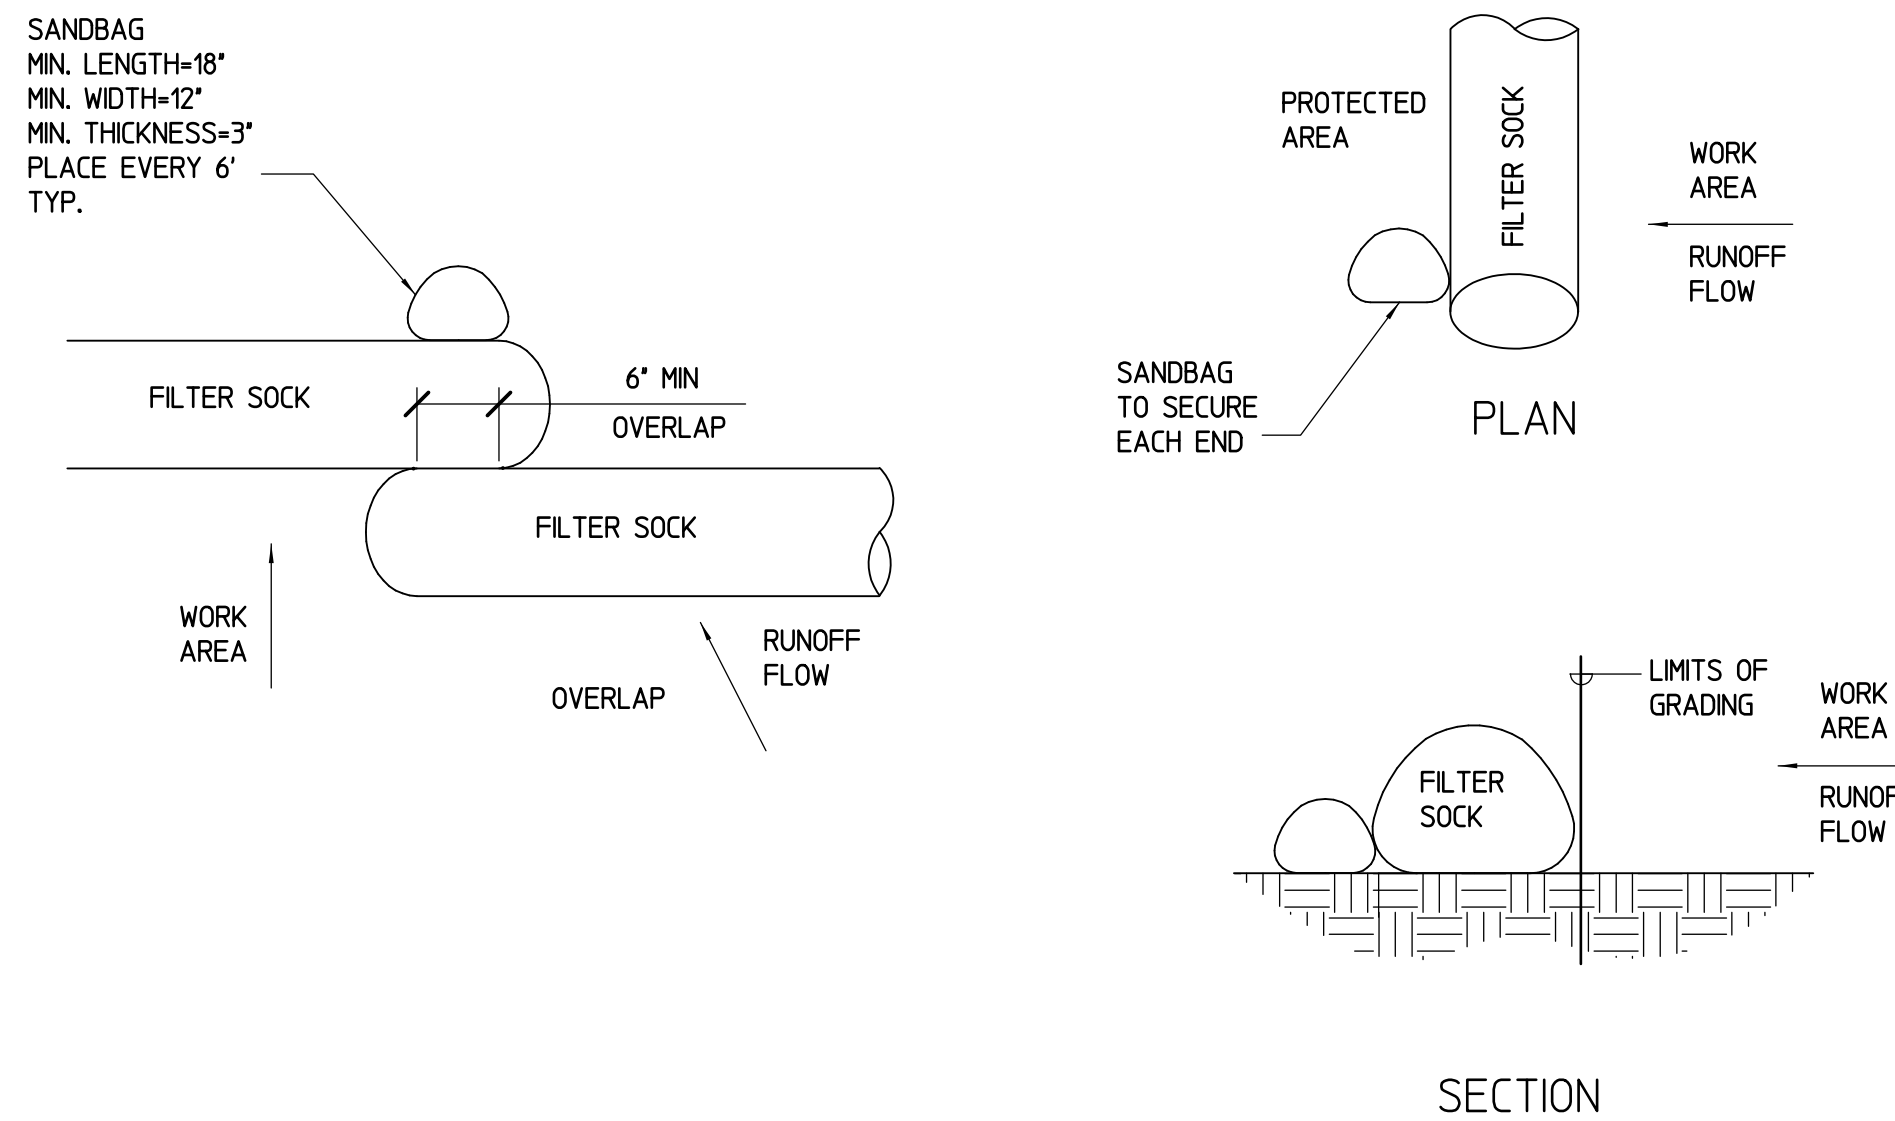 SANDBAG
MIN. LENGTH=18"
MIN. WIDTH=12"
MIN. THICKNESS=3"
PLACE EVERY 6'
TYP.
FILTER SOCK
6" MIN
OVERLAP
FILTER SOCK
WORK
AREA
RUNOFF
FLOW
OVERLAP
PROTECTED
AREA
FILTER SOCK
WORK
AREA
RUNOFF
FLOW
SANDBAG
TO SECURE
EACH END
PLAN
LIMITS OF
GRADING
WORK
AREA
FILTER
SOCK
RUNOF
FLOW
SECTION